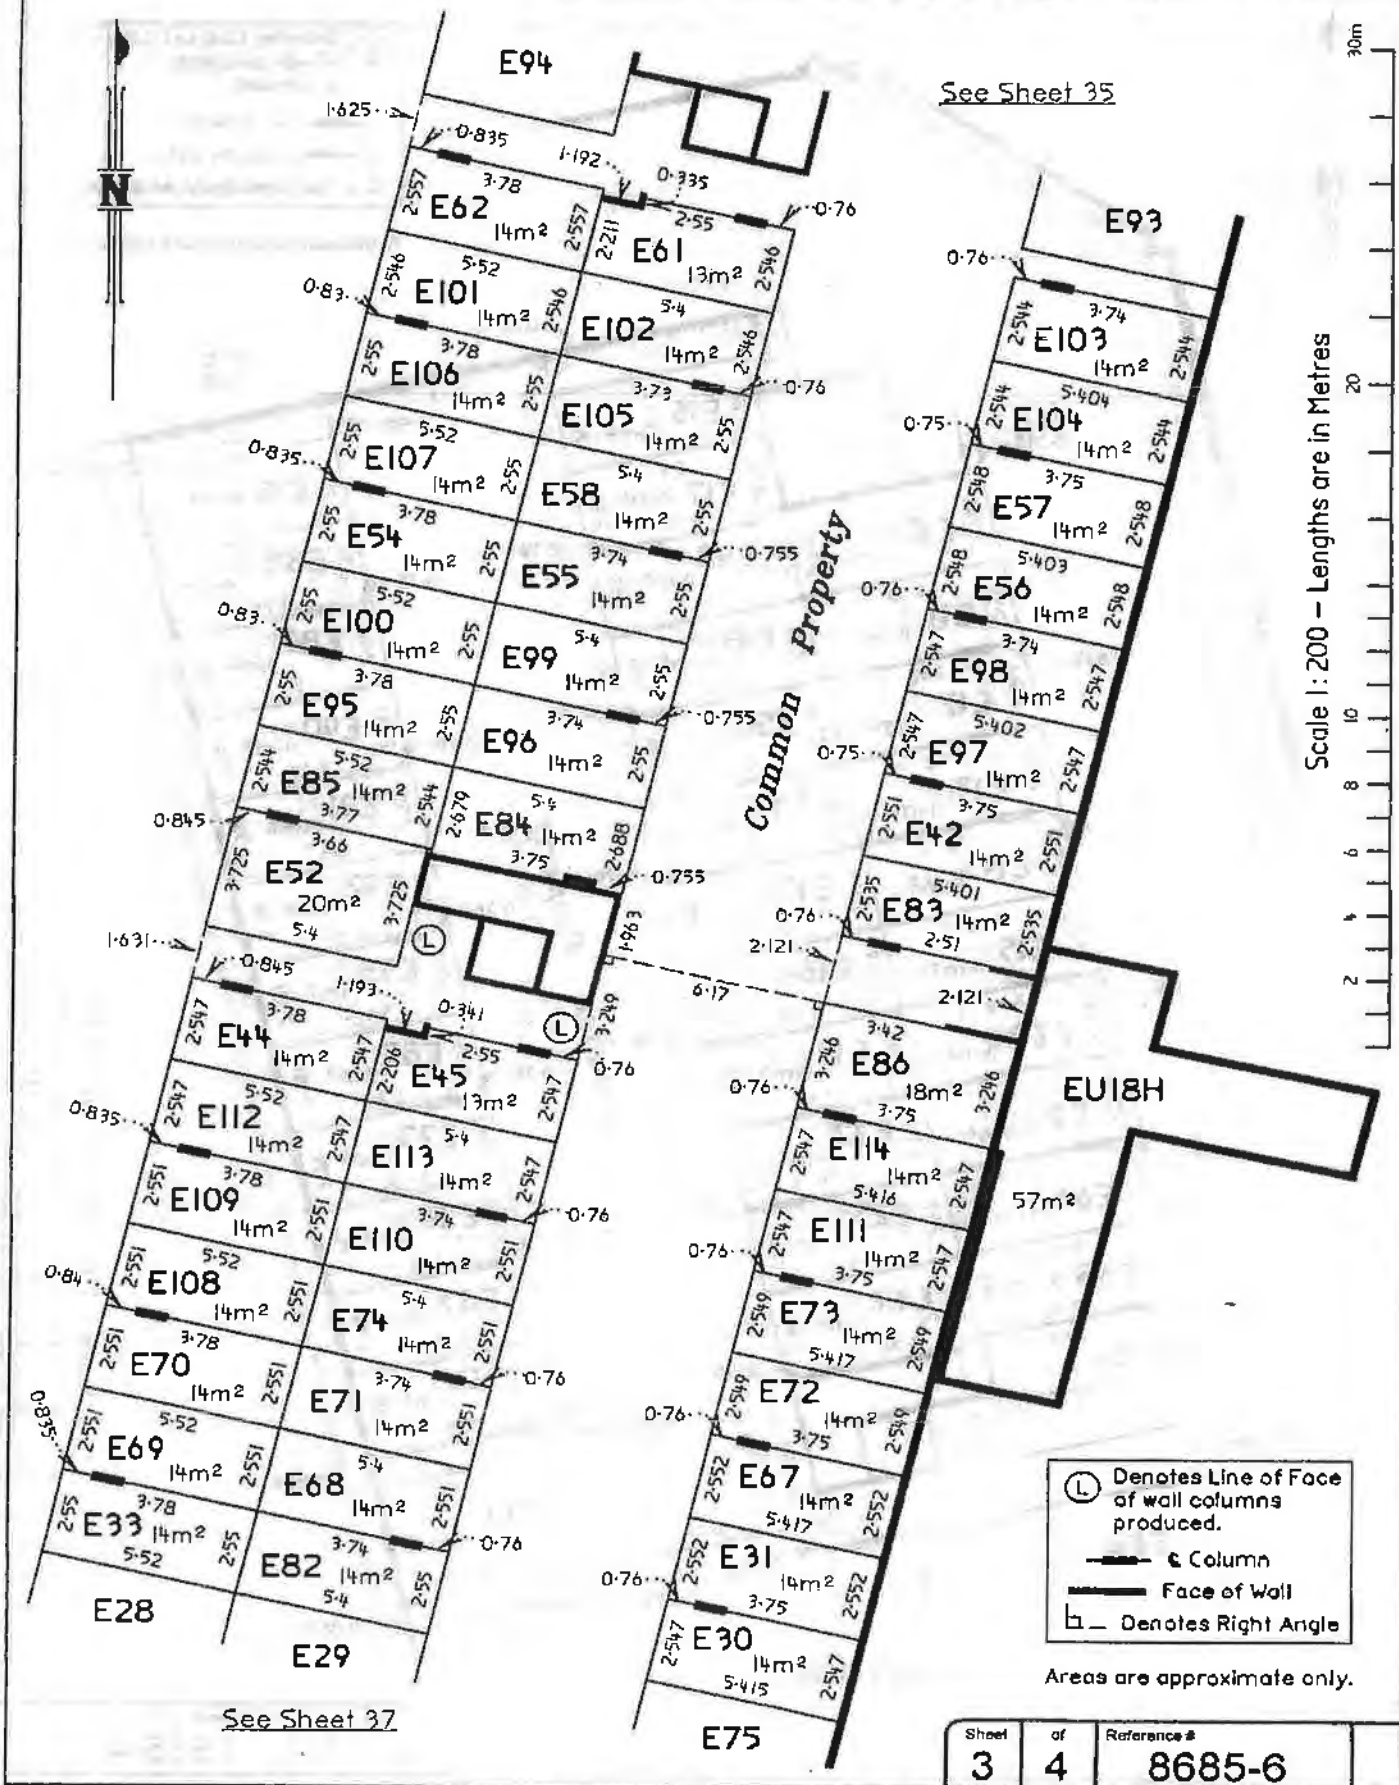 E94
See Sheet 35
30m
1·625
0·835
1·192
0·335
0·76
N
2·557
3·78
E62
14m²
2·557
2·211
2·55
E61
13m²
2·546
E93
0·76
2·546
5·52
E101
14m²
2·546
0·83
5·4
E102
14m²
2·546
3·74
2·544
E103
14m²
2·544
2·55
3·78
E106
14m²
2·55
3·73
0·76
E105
14m²
2·55
20
5·404
2·544
E104
14m²
2·544
0·75
2·55
5·52
E107
14m²
2·55
0·835
5·4
E58
14m²
2·55
3·75
2·548
E57
14m²
2·548
2·55
3·78
E54
14m²
2·55
3·74
0·755
E55
14m²
2·55
5·403
2·548
E56
14m²
2·548
0·76
2·55
5·52
E100
14m²
2·55
0·83
5·4
E99
14m²
2·55
3·74
2·547
E98
14m²
2·547
Common Property
Scale 1:200 – Lengths are in Metres
2·55
3·78
E95
14m²
2·55
3·74
0·755
E96
14m²
2·55
10
5·402
2·547
E97
14m²
2·547
0·75
2·544
5·52
E85
14m²
2·544
3·77
0·845
2·679
5·4
E84
14m²
2·688
3·75
0·755
8
3·75
2·551
E42
14m²
2·551
6
3·66
3·725
E52
20m²
3·725
5·4
5·401
2·535
E83
14m²
2·535
2·51
0·76
4
1·631
L
1·963
2·121
2·121
6·17
2
0·845
1·193
0·341
L
3·249
0·76
3·78
2·547
E44
14m²
2·547
2·206
2·55
E45
13m²
2·547
3·42
3·246
E86
18m²
3·246
EU18H
57m²
0·76
5·52
2·547
E112
14m²
2·547
0·835
5·4
E113
14m²
2·547
3·75
2·547
E114
14m²
2·547
5·416
3·78
2·551
E109
14m²
2·551
3·74
0·76
E110
14m²
2·551
2·547
E111
14m²
2·547
3·75
0·76
5·52
2·551
E108
14m²
2·551
0·84
5·4
E74
14m²
2·551
2·549
E73
14m²
2·549
5·417
3·78
2·551
E70
14m²
2·551
3·74
0·76
E71
14m²
2·551
2·549
E72
14m²
2·549
3·75
0·76
5·52
2·551
E69
14m²
2·551
0·835
5·4
E68
14m²
2·551
2·552
E67
14m²
2·552
5·417
3·78
2·55
E33
14m²
2·55
5·52
3·74
0·76
E82
14m²
2·55
5·4
2·552
E31
14m²
2·552
3·75
0·76
E28
E29
2·547
E30
14m²
2·547
5·415
E75
See Sheet 37
L Denotes Line of Face
of wall columns
produced.
℄ Column
Face of Wall
Denotes Right Angle
Areas are approximate only.
Sheet of Reference#
3 4 8685-6